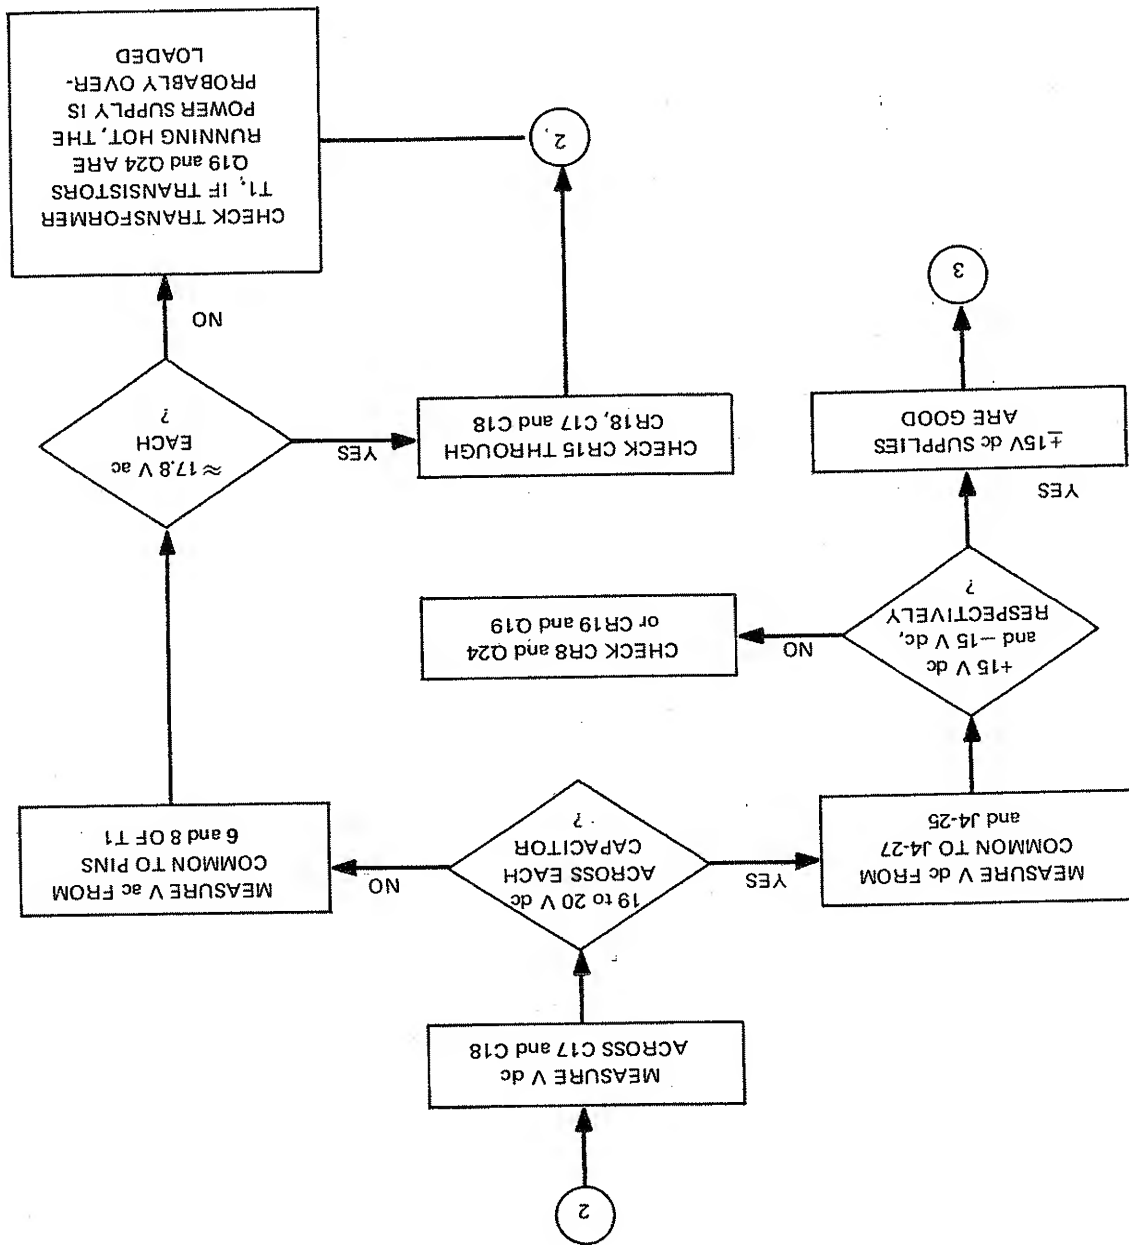 2
MEASURE V dc
ACROSS C17 and C18
19 to 20 V dc
ACROSS EACH
CAPACITOR
?
YES
NO
MEASURE V dc FROM
COMMON TO J4-27
and J4-25
MEASURE V ac FROM
COMMON TO PINS
6 and 8 OF T1
+15 V dc
and −15 V dc,
RESPECTIVELY
?
NO
CHECK CR8 and Q24
or CR19 and Q19
YES
±15V dc SUPPLIES
ARE GOOD
3
≈ 17.8 V ac
EACH
?
YES
CHECK CR15 THROUGH
CR18, C17 and C18
NO
CHECK TRANSFORMER
T1, IF TRANSISTORS
Q19 and Q24 ARE
RUNNING HOT, THE
POWER SUPPLY IS
PROBABLY OVER-
LOADED
2,